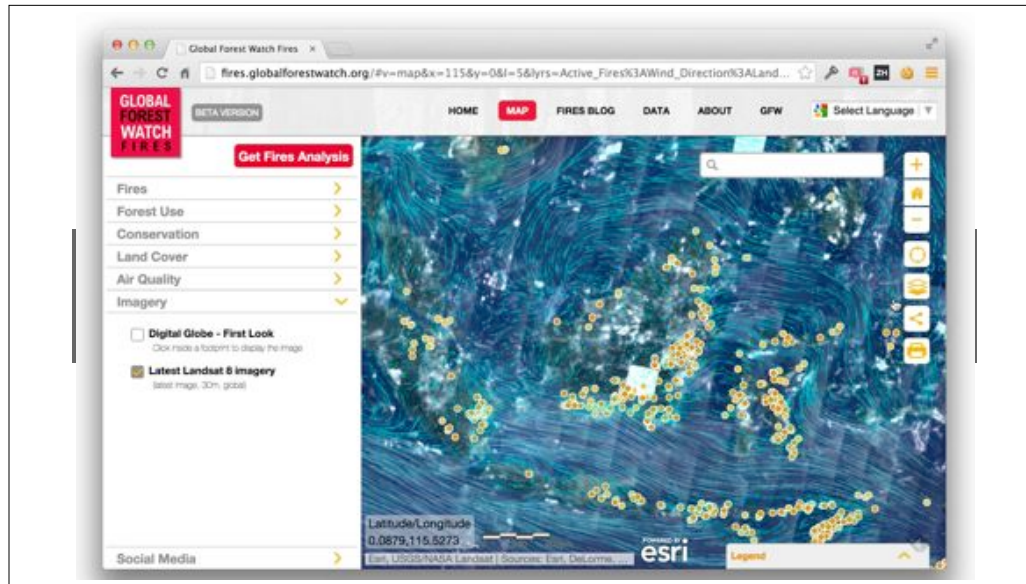 Global Forest Watch Fires
fires.globalforestwatch.org/#v=map&x=115&y=0&l=5&lyrs=Active_Fires%3AWind_Direction%3ALand...
ZH
GLOBAL
FOREST
WATCH
FIRES
BETA VERSION
HOME
MAP
FIRES BLOG
DATA
ABOUT
GFW
Select Language
Get Fires Analysis
Fires
Forest Use
Conservation
Land Cover
Air Quality
Imagery
Digital Globe - First Look
Click inside a footprint to display the image
Latest Landsat 8 imagery
(latest image, 30m, global)
Social Media
Latitude/Longitude
0.0879,115.5273
Esri, USGS/NASA Landsat | Sources: Esri, DeLorme, ...
POWERED BY
esri
Legend